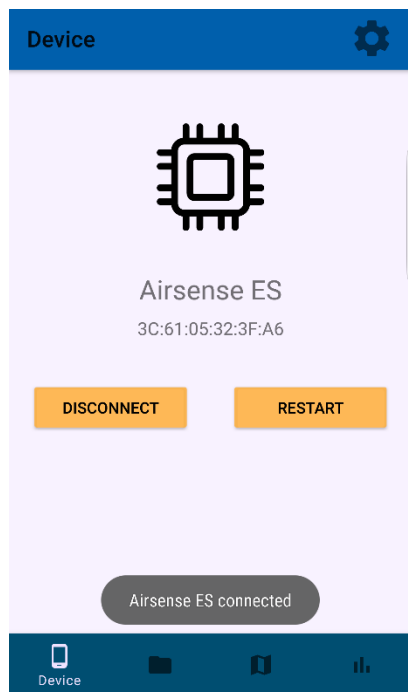 Device
Airsense ES
3C:61:05:32:3F:A6
DISCONNECT
RESTART
Airsense ES connected
Device